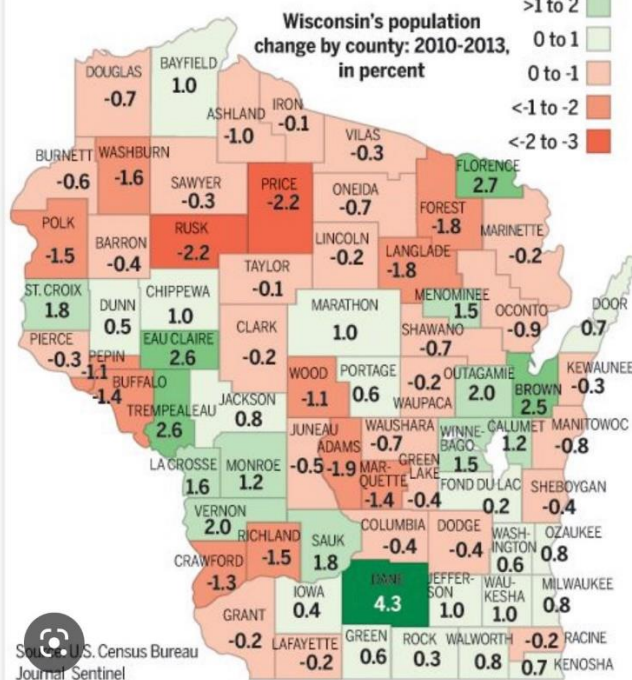 Wisconsin's population
change by county: 2010-2013,
in percent
>1 to 2
0 to 1
0 to -1
<-1 to -2
<-2 to -3
DOUGLAS
-0.7
BAYFIELD
1.0
ASHLAND
-1.0
IRON
-0.1
VILAS
-0.3
BURNETT
-0.6
WASHBURN
-1.6
SAWYER
-0.3
PRICE
-2.2
ONEIDA
-0.7
FLORENCE
2.7
FOREST
-1.8
MARINETTE
-0.2
POLK
-1.5
BARRON
-0.4
RUSK
-2.2
LINCOLN
-0.2
LANGLADE
-1.8
TAYLOR
-0.1
ST. CROIX
1.8
DUNN
0.5
CHIPPEWA
1.0
MARATHON
1.0
MENOMINEE
1.5
OCONTO
-0.9
DOOR
0.7
PIERCE
-0.3
PEPIN
-1.1
EAU CLAIRE
2.6
CLARK
-0.2
SHAWANO
-0.7
BUFFALO
-1.4
TREMPEALEAU
2.6
JACKSON
0.8
WOOD
-1.1
PORTAGE
0.6
-0.2
WAUPACA
OUTAGAMIE
2.0
BROWN
2.5
KEWAUNEE
-0.3
LA CROSSE
1.6
MONROE
1.2
JUNEAU
-0.5
ADAMS
-1.9
WAUSHARA
-0.7
MAR-
QUETTE
-1.4
GREEN
LAKE
-0.4
WINNE-
BAGO
1.5
CALUMET
1.2
MANITOWOC
-0.8
FOND DU LAC
0.2
SHEBOYGAN
-0.4
VERNON
2.0
RICHLAND
-1.5
SAUK
1.8
COLUMBIA
-0.4
DODGE
-0.4
WASH-
INGTON
0.6
OZAUKEE
0.8
CRAWFORD
-1.3
IOWA
0.4
DANE
4.3
JEFFER-
SON
1.0
WAU-
KESHA
1.0
MILWAUKEE
0.8
GRANT
-0.2
LAFAYETTE
-0.2
GREEN
0.6
ROCK
0.3
WALWORTH
0.8
-0.2 RACINE
0.7 KENOSHA
Source: U.S. Census Bureau
Journal Sentinel